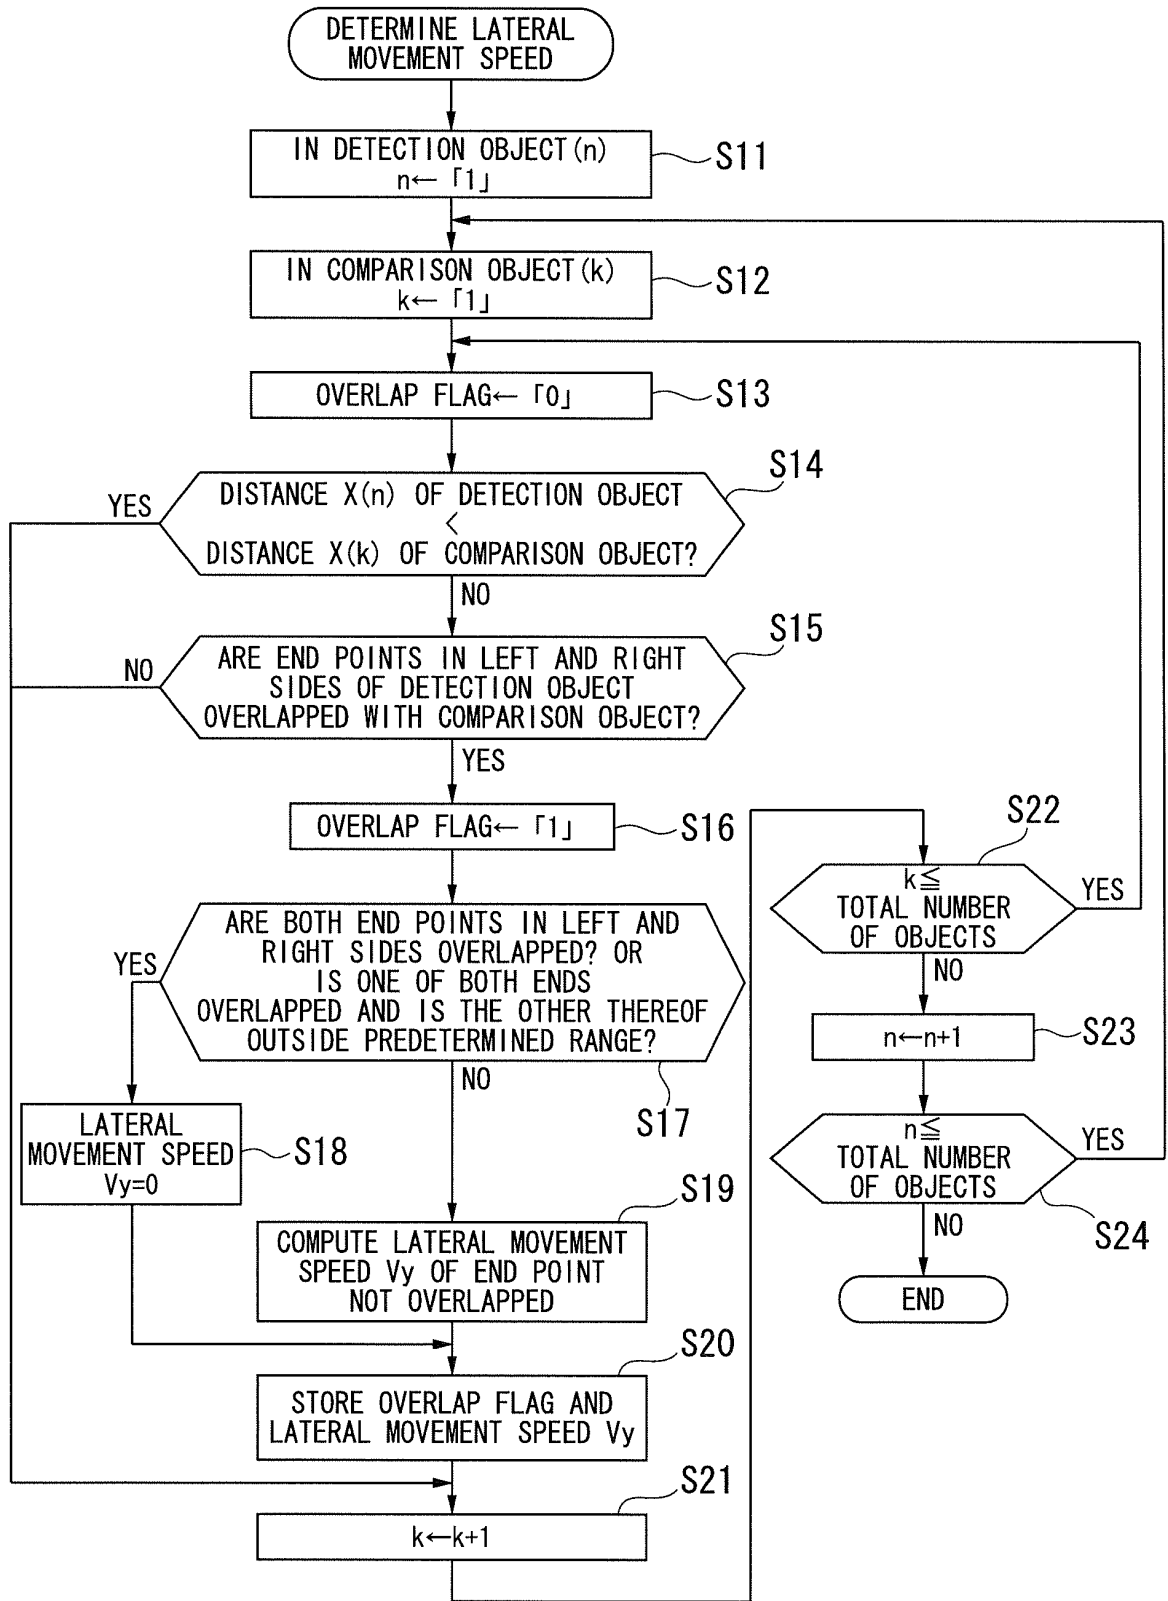 DETERMINE LATERAL
MOVEMENT SPEED
IN DETECTION OBJECT(n)
n← ｢1｣
S11
IN COMPARISON OBJECT(k)
k← ｢1｣
S12
OVERLAP FLAG← ｢0｣
S13
S14
DISTANCE X(n) OF DETECTION OBJECT
<
DISTANCE X(k) OF COMPARISON OBJECT?
YES
NO
S15
ARE END POINTS IN LEFT AND RIGHT
SIDES OF DETECTION OBJECT
OVERLAPPED WITH COMPARISON OBJECT?
NO
YES
OVERLAP FLAG← ｢1｣
S16
ARE BOTH END POINTS IN LEFT AND
RIGHT SIDES OVERLAPPED? OR
IS ONE OF BOTH ENDS
OVERLAPPED AND IS THE OTHER THEREOF
OUTSIDE PREDETERMINED RANGE?
YES
NO
S17
LATERAL
MOVEMENT SPEED
Vy=0
S18
S19
COMPUTE LATERAL MOVEMENT
SPEED Vy OF END POINT
NOT OVERLAPPED
S20
STORE OVERLAP FLAG AND
LATERAL MOVEMENT SPEED Vy
S21
k←k+1
S22
k≦
TOTAL NUMBER
OF OBJECTS
YES
NO
n←n+1
S23
n≦
TOTAL NUMBER
OF OBJECTS
YES
NO
S24
END